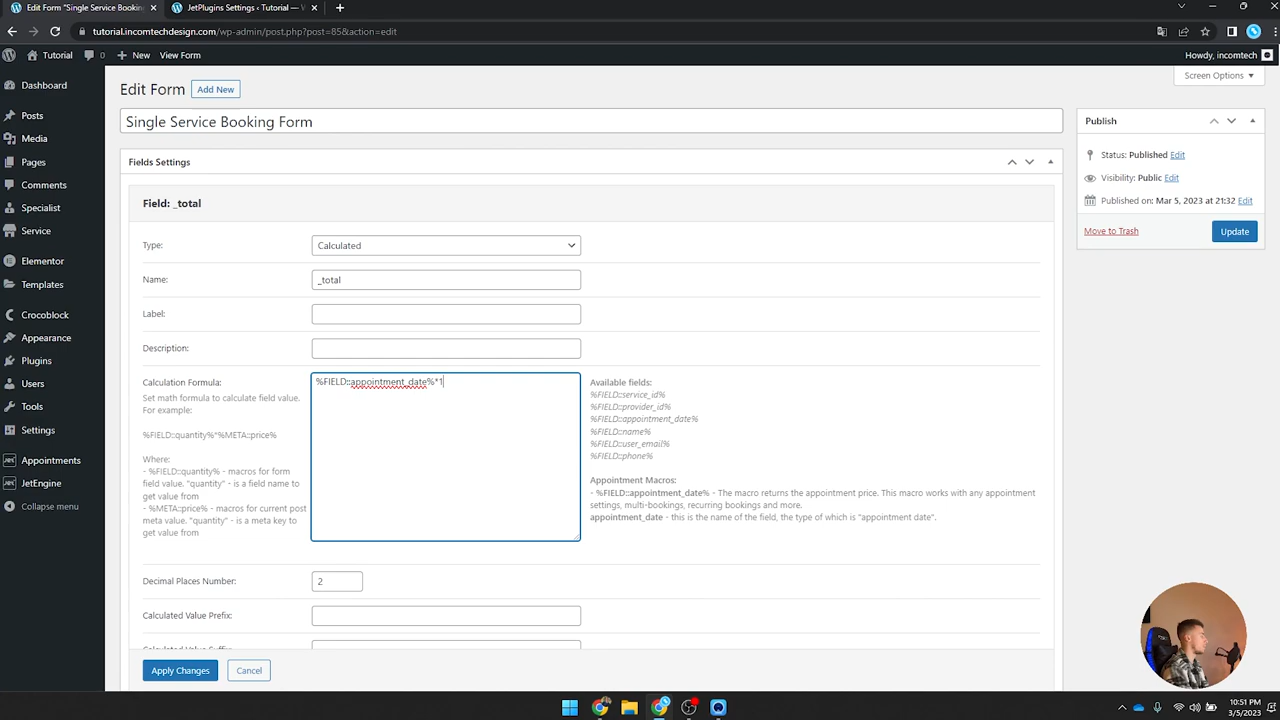 Edit Form "Single Service Booking
JetPlugins Settings ‹ Tutorial — V
tutorial.incomtechdesign.com/wp-admin/post.php?post=85&action=edit
Tutorial
0
New
View Form
Howdy, incomtech
Screen Options
Dashboard
Posts
Media
Pages
Comments
Specialist
Service
Elementor
Templates
Crocoblock
Appearance
Plugins
Users
Tools
Settings
Appointments
JetEngine
Collapse menu
Edit Form
Add New
Single Service Booking Form
Fields Settings
Field: _total
Type:
Calculated
Name:
_total
Label:
Description:
Calculation Formula:
Set math formula to calculate field value.
For example:
%FIELD::quantity%*%META::price%
Where:
- %FIELD::quantity% - macros for form
field value. "quantity" - is a field name to
get value from
- %META::price% - macros for current post
meta value. "quantity" - is a meta key to
get value from
%FIELD::appointment_date%*1
Available fields:
%FIELD::service_id%
%FIELD::provider_id%
%FIELD::appointment_date%
%FIELD::name%
%FIELD::user_email%
%FIELD::phone%
Appointment Macros:
- %FIELD::appointment_date% - The macro returns the appointment price. This macro works with any appointment
settings, multi-bookings, recurring bookings and more.
appointment_date - this is the name of the field, the type of which is "appointment date".
Decimal Places Number:
2
Calculated Value Prefix:
Calculated Value Suffix:
Apply Changes
Cancel
Publish
Status: Published Edit
Visibility: Public Edit
Published on: Mar 5, 2023 at 21:32 Edit
Move to Trash
Update
10:51 PM
3/5/2023